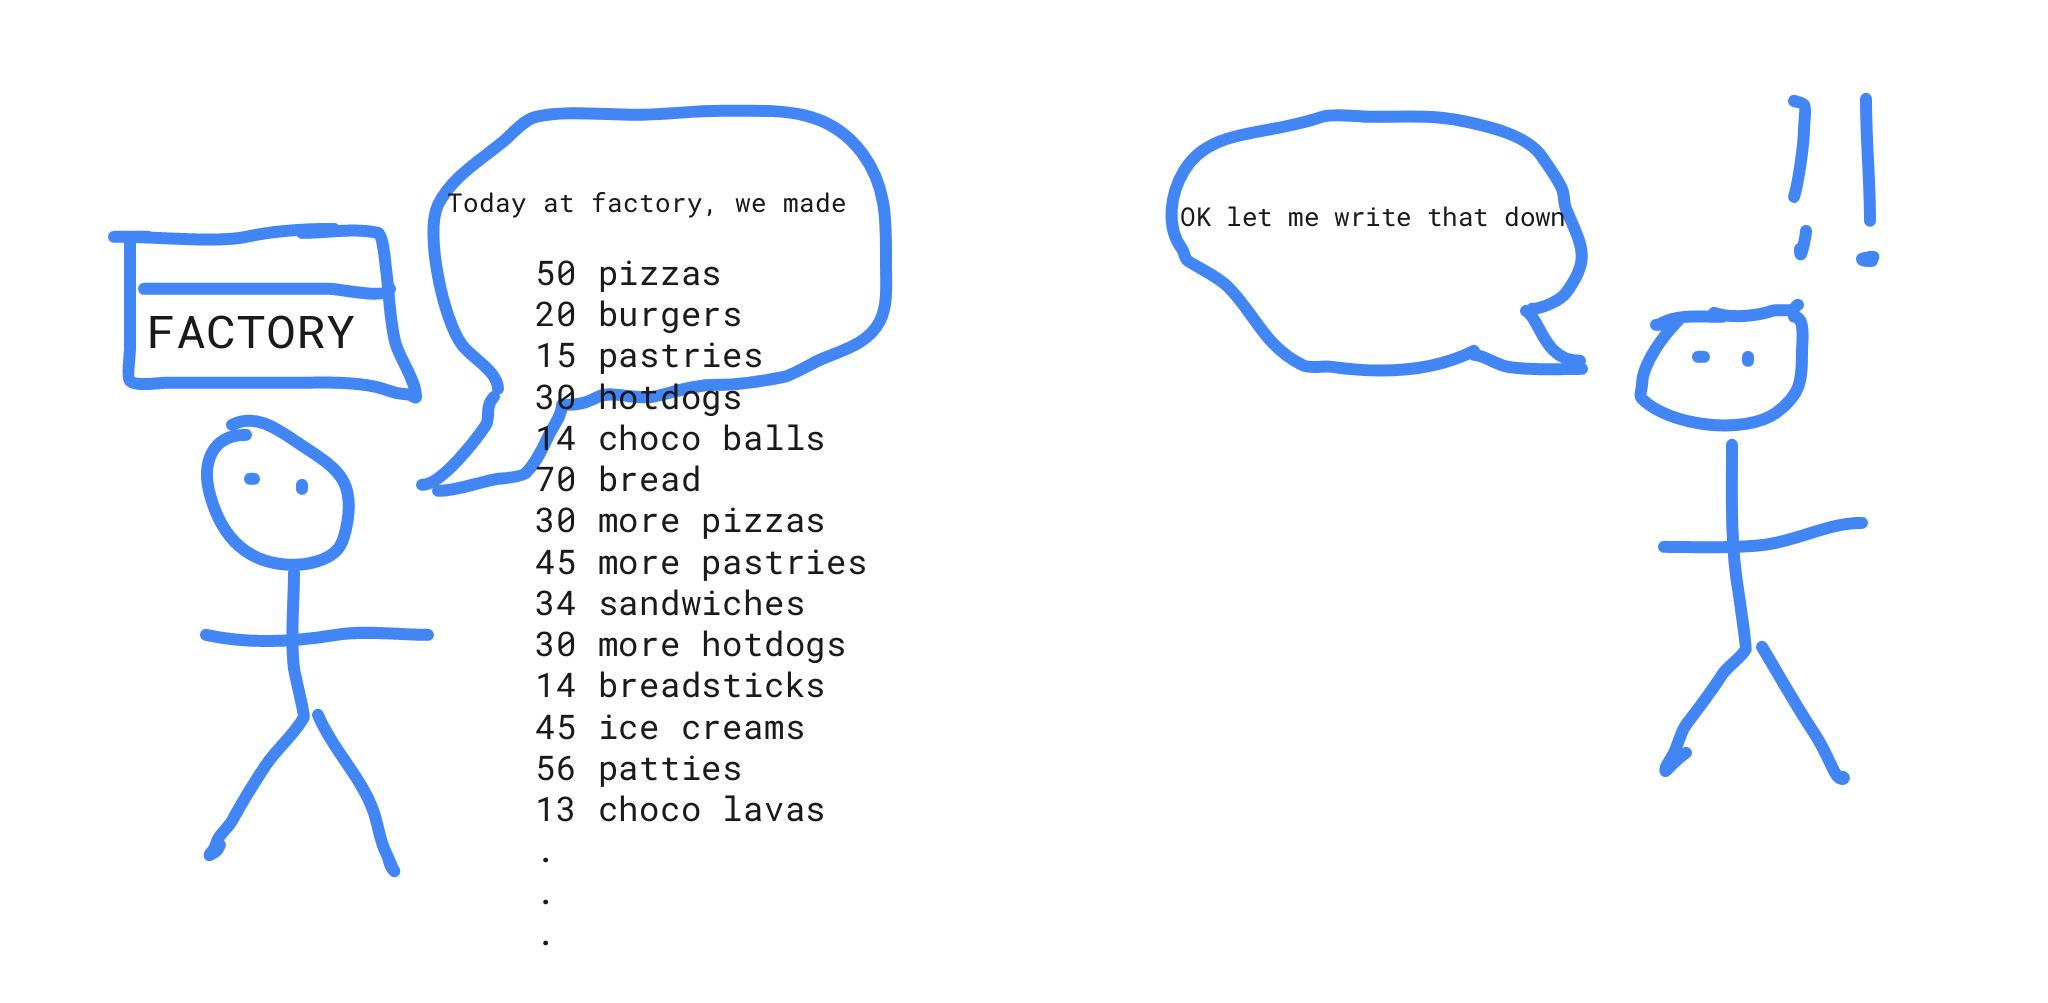 Today at factory, we made
50 pizzas
20 burgers
15 pastries
30 hotdogs
14 choco balls
70 bread
30 more pizzas
45 more pastries
34 sandwiches
30 more hotdogs
14 breadsticks
45 ice creams
56 patties
13 choco lavas
.
.
.
FACTORY
OK let me write that down
!!